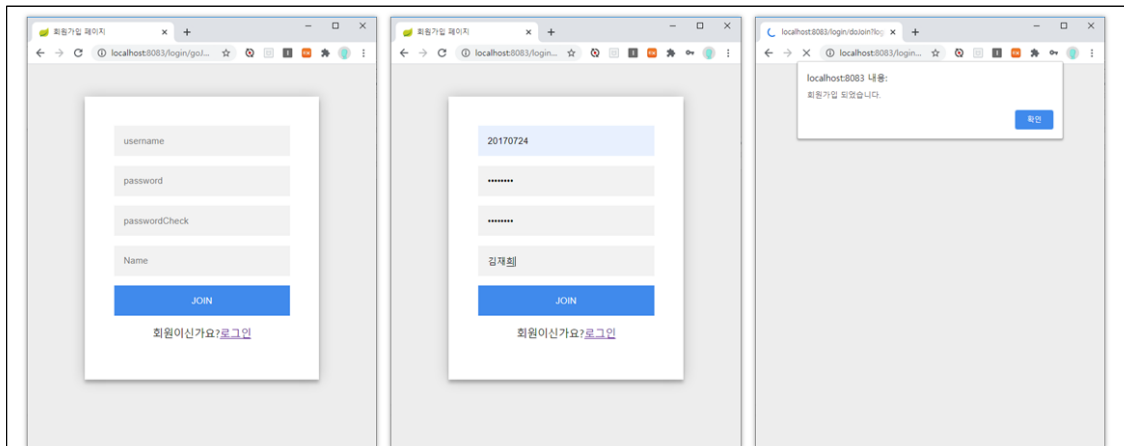 회원가입 페이지
localhost:8083/login/goJ...
username
password
passwordCheck
Name
JOIN
회원이신가요?로그인
회원가입 페이지
localhost:8083/login...
20170724
••••••••
••••••••
김재희
JOIN
회원이신가요?로그인
localhost:8083/login/doJoin?log
localhost:8083/login...
localhost:8083 내용:
회원가입 되었습니다.
확인